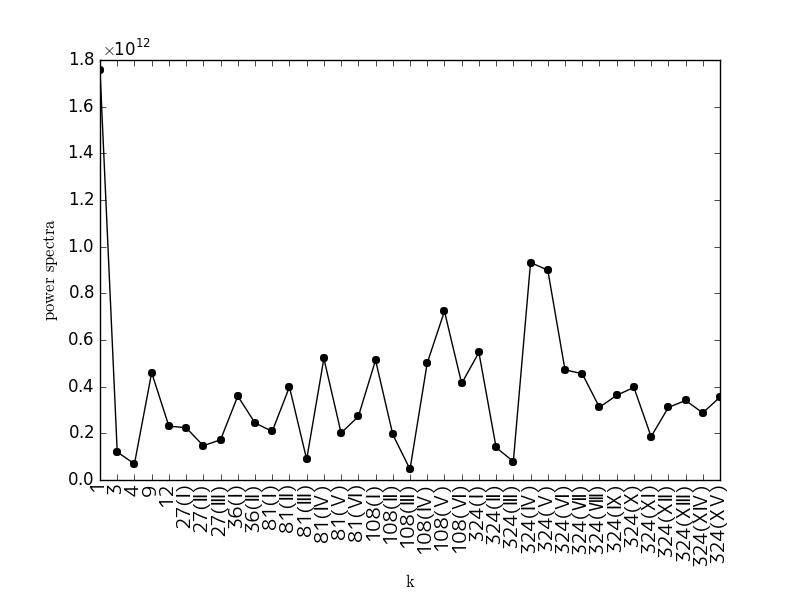 ×10¹²
1.8
1.6
1.4
1.2
1.0
0.8
0.6
0.4
0.2
0.0
power spectra
1
3
4
9
12
27(I)
27(II)
27(III)
36(I)
36(II)
81(I)
81(II)
81(III)
81(IV)
81(V)
81(VI)
108(I)
108(II)
108(III)
108(IV)
108(V)
108(VI)
324(I)
324(II)
324(III)
324(IV)
324(V)
324(VI)
324(VII)
324(VIII)
324(IX)
324(X)
324(XI)
324(XII)
324(XIII)
324(XIV)
324(XV)
k